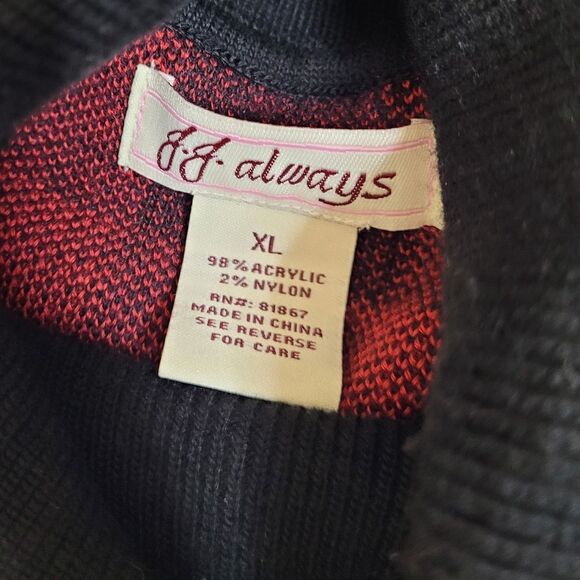 J.J. always
XL
98% ACRYLIC
2% NYLON
RN#: 81867
MADE IN CHINA
SEE REVERSE
FOR CARE